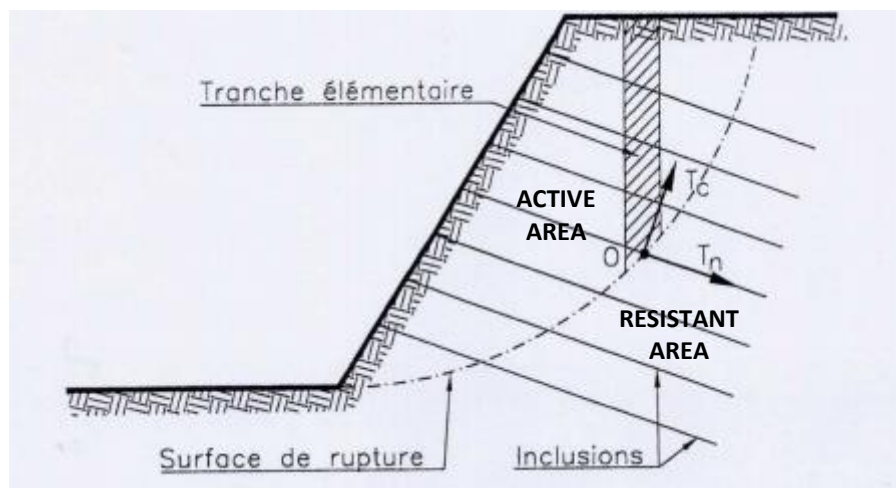 Tranche élémentaire
Tc
ACTIVE
AREA
O
Tn
RESISTANT
AREA
Surface de rupture
Inclusions